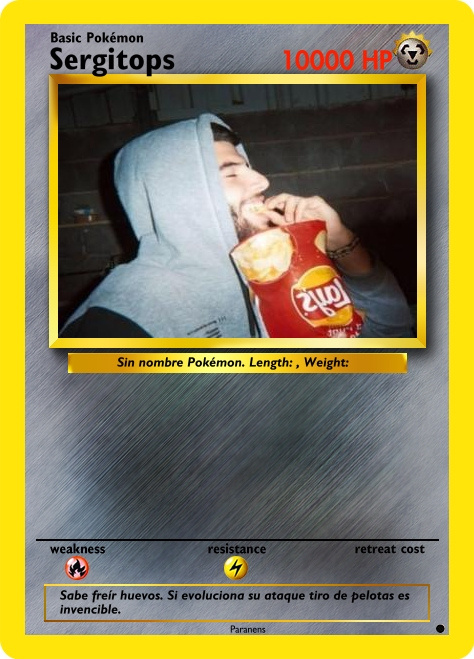 Basic Pokémon
Sergitops
10000 HP
Lay's
Sin nombre Pokémon. Length: , Weight:
weakness
resistance
retreat cost
Sabe freír huevos. Si evoluciona su ataque tiro de pelotas es
invencible.
Paranens